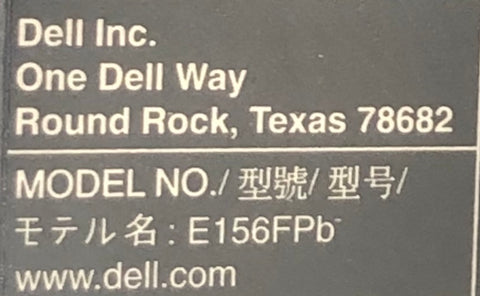 Dell Inc.
One Dell Way
Round Rock, Texas 78682
MODEL NO./ 型號/ 型号/
モテル名: E156FPb
www.dell.com